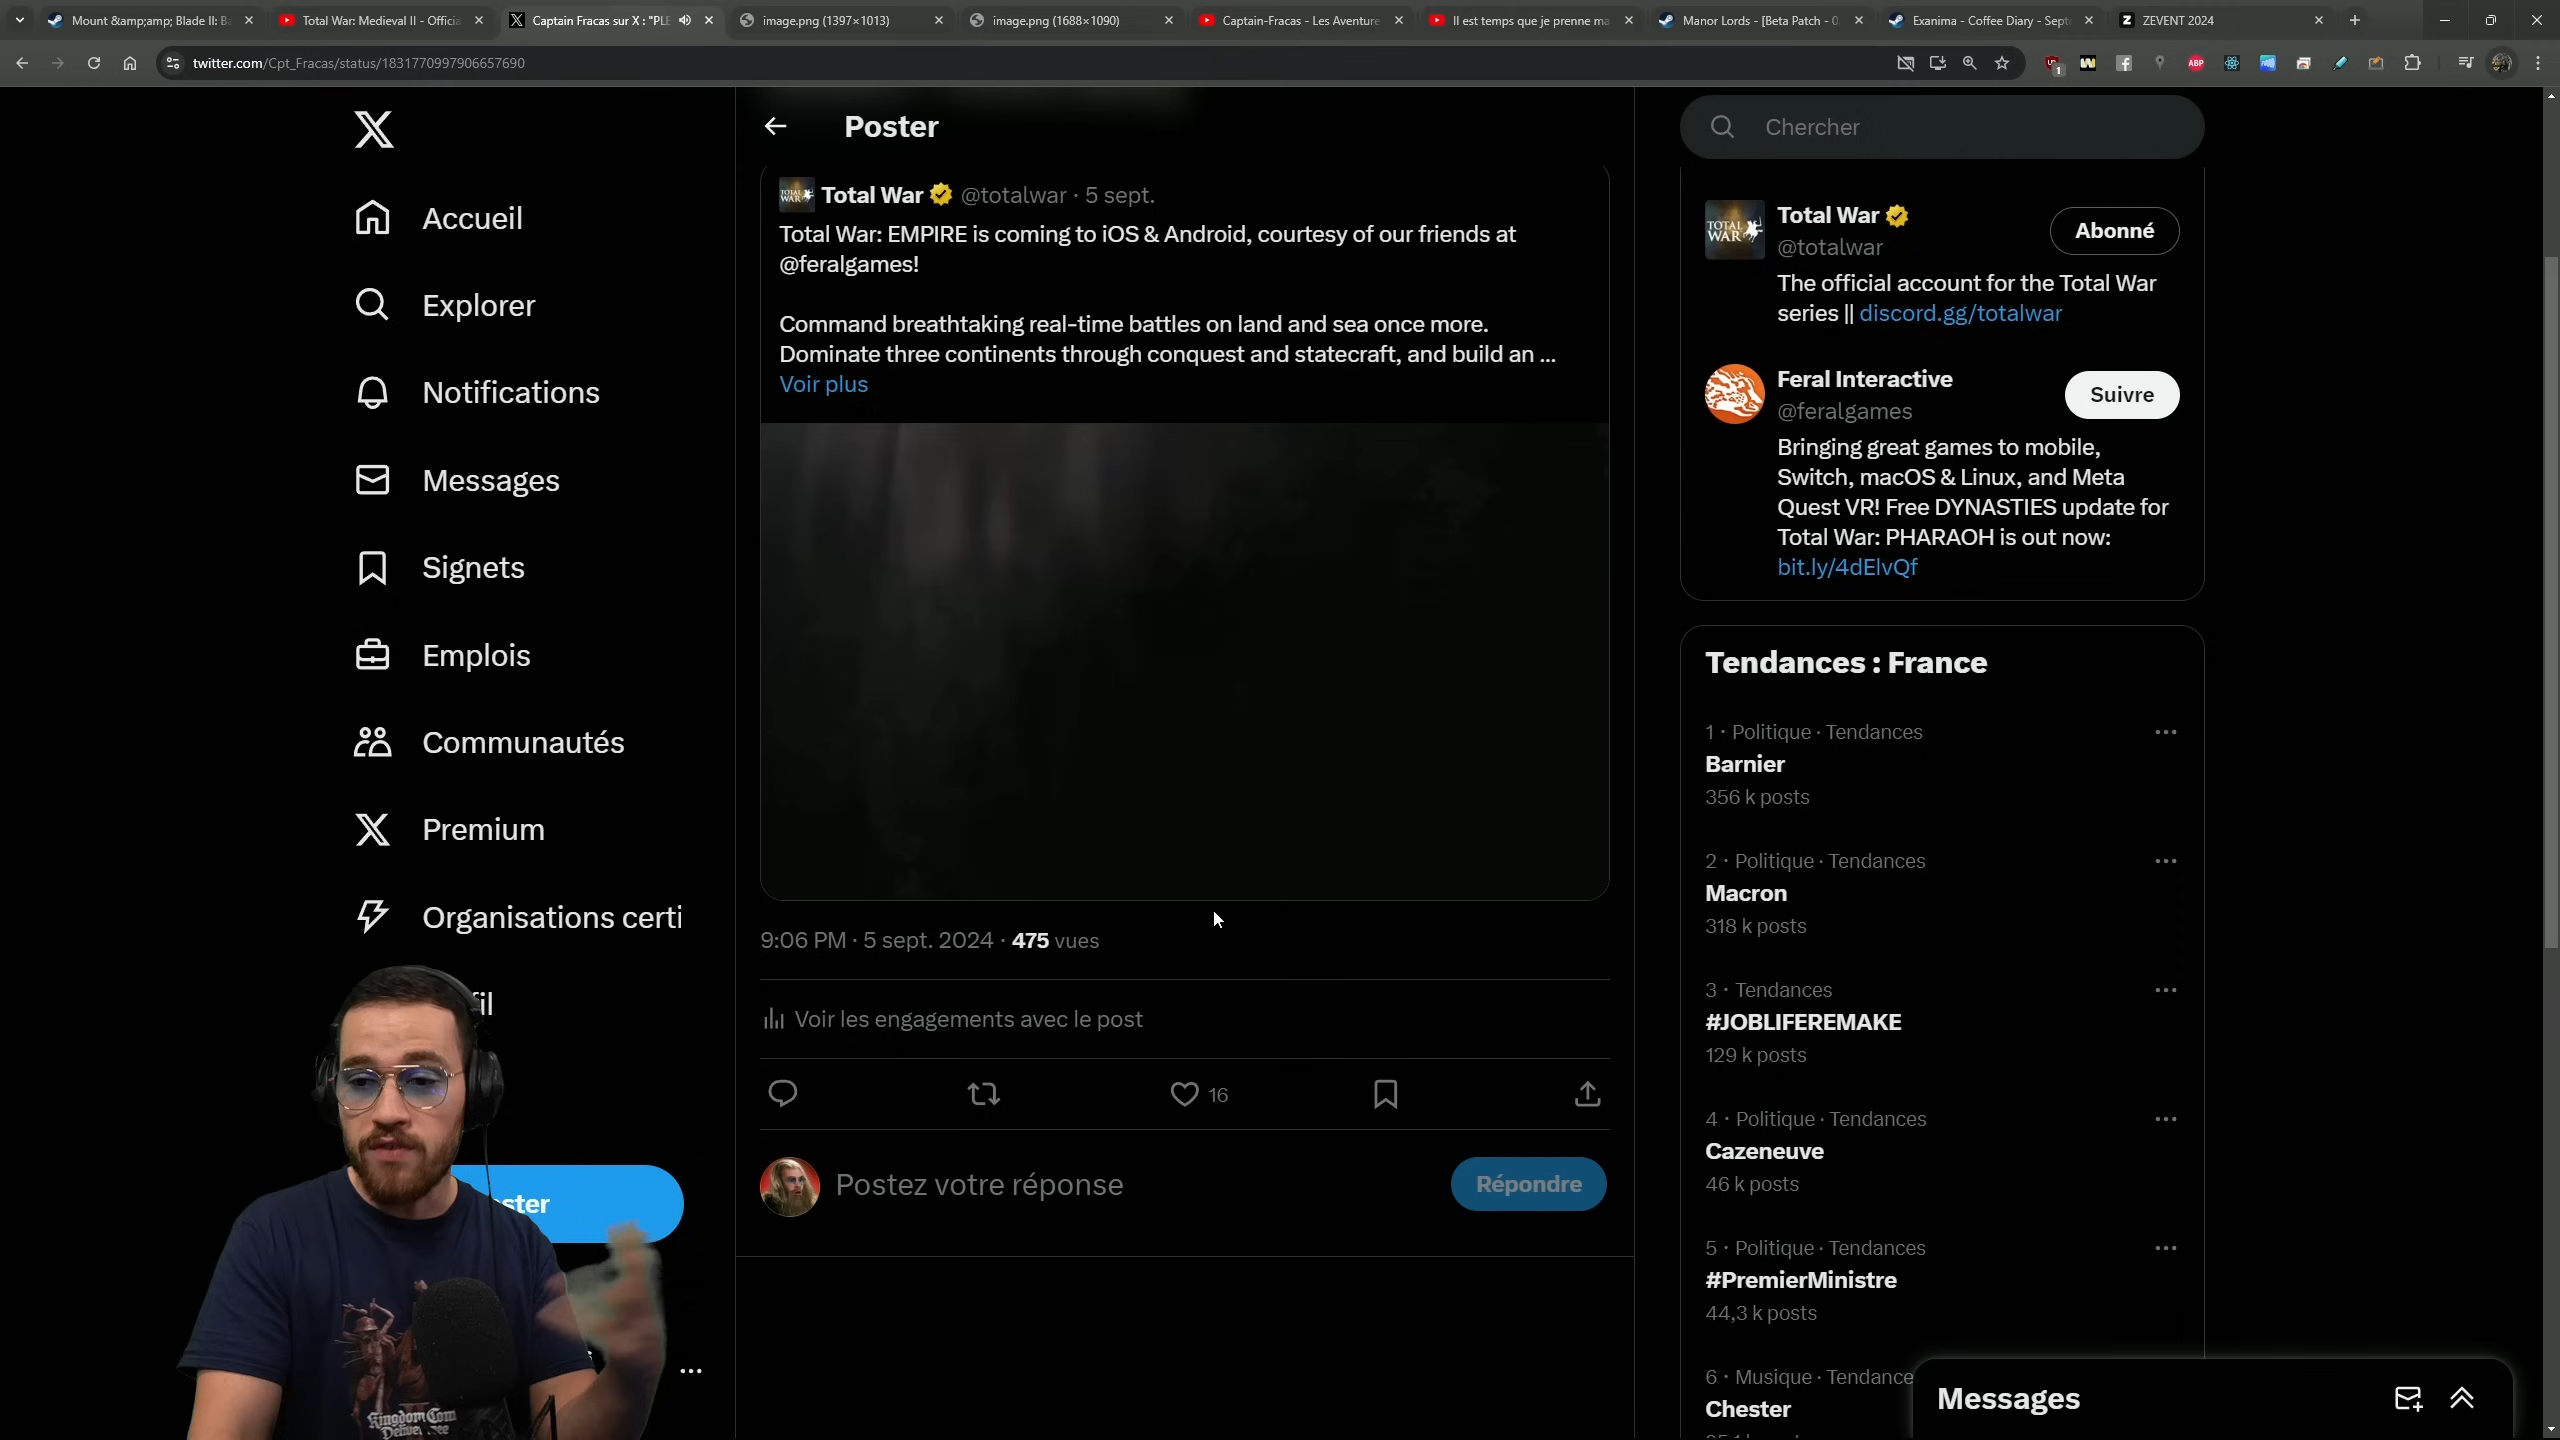 Mount &amp;amp; Blade II: B
Total War: Medieval II - Officia
Captain Fracas sur X : "PLE
image.png (1397×1013)
image.png (1688×1090)
Captain-Fracas - Les Aventure
Il est temps que je prenne ma
Manor Lords - [Beta Patch - 0.
Exanima - Coffee Diary - Sept
ZEVENT 2024
twitter.com/Cpt_Fracas/status/1831770997906657690
Accueil
Explorer
Notifications
Messages
Signets
Emplois
Communautés
Premium
Organisations certi
fil
ster
Poster
Total War @totalwar · 5 sept.
Total War: EMPIRE is coming to iOS & Android, courtesy of our friends at
@feralgames!
Command breathtaking real-time battles on land and sea once more.
Dominate three continents through conquest and statecraft, and build an ...
Voir plus
9:06 PM · 5 sept. 2024 · 475 vues
Voir les engagements avec le post
16
Postez votre réponse
Répondre
Chercher
Total War
@totalwar
Abonné
The official account for the Total War
series || discord.gg/totalwar
Feral Interactive
@feralgames
Suivre
Bringing great games to mobile,
Switch, macOS & Linux, and Meta
Quest VR! Free DYNASTIES update for
Total War: PHARAOH is out now:
bit.ly/4dElvQf
Tendances : France
1 · Politique · Tendances
Barnier
356 k posts
2 · Politique · Tendances
Macron
318 k posts
3 · Tendances
#JOBLIFEREMAKE
129 k posts
4 · Politique · Tendances
Cazeneuve
46 k posts
5 · Politique · Tendances
#PremierMinistre
44,3 k posts
6 · Musique · Tendance
Chester
Messages
Kingdom Com